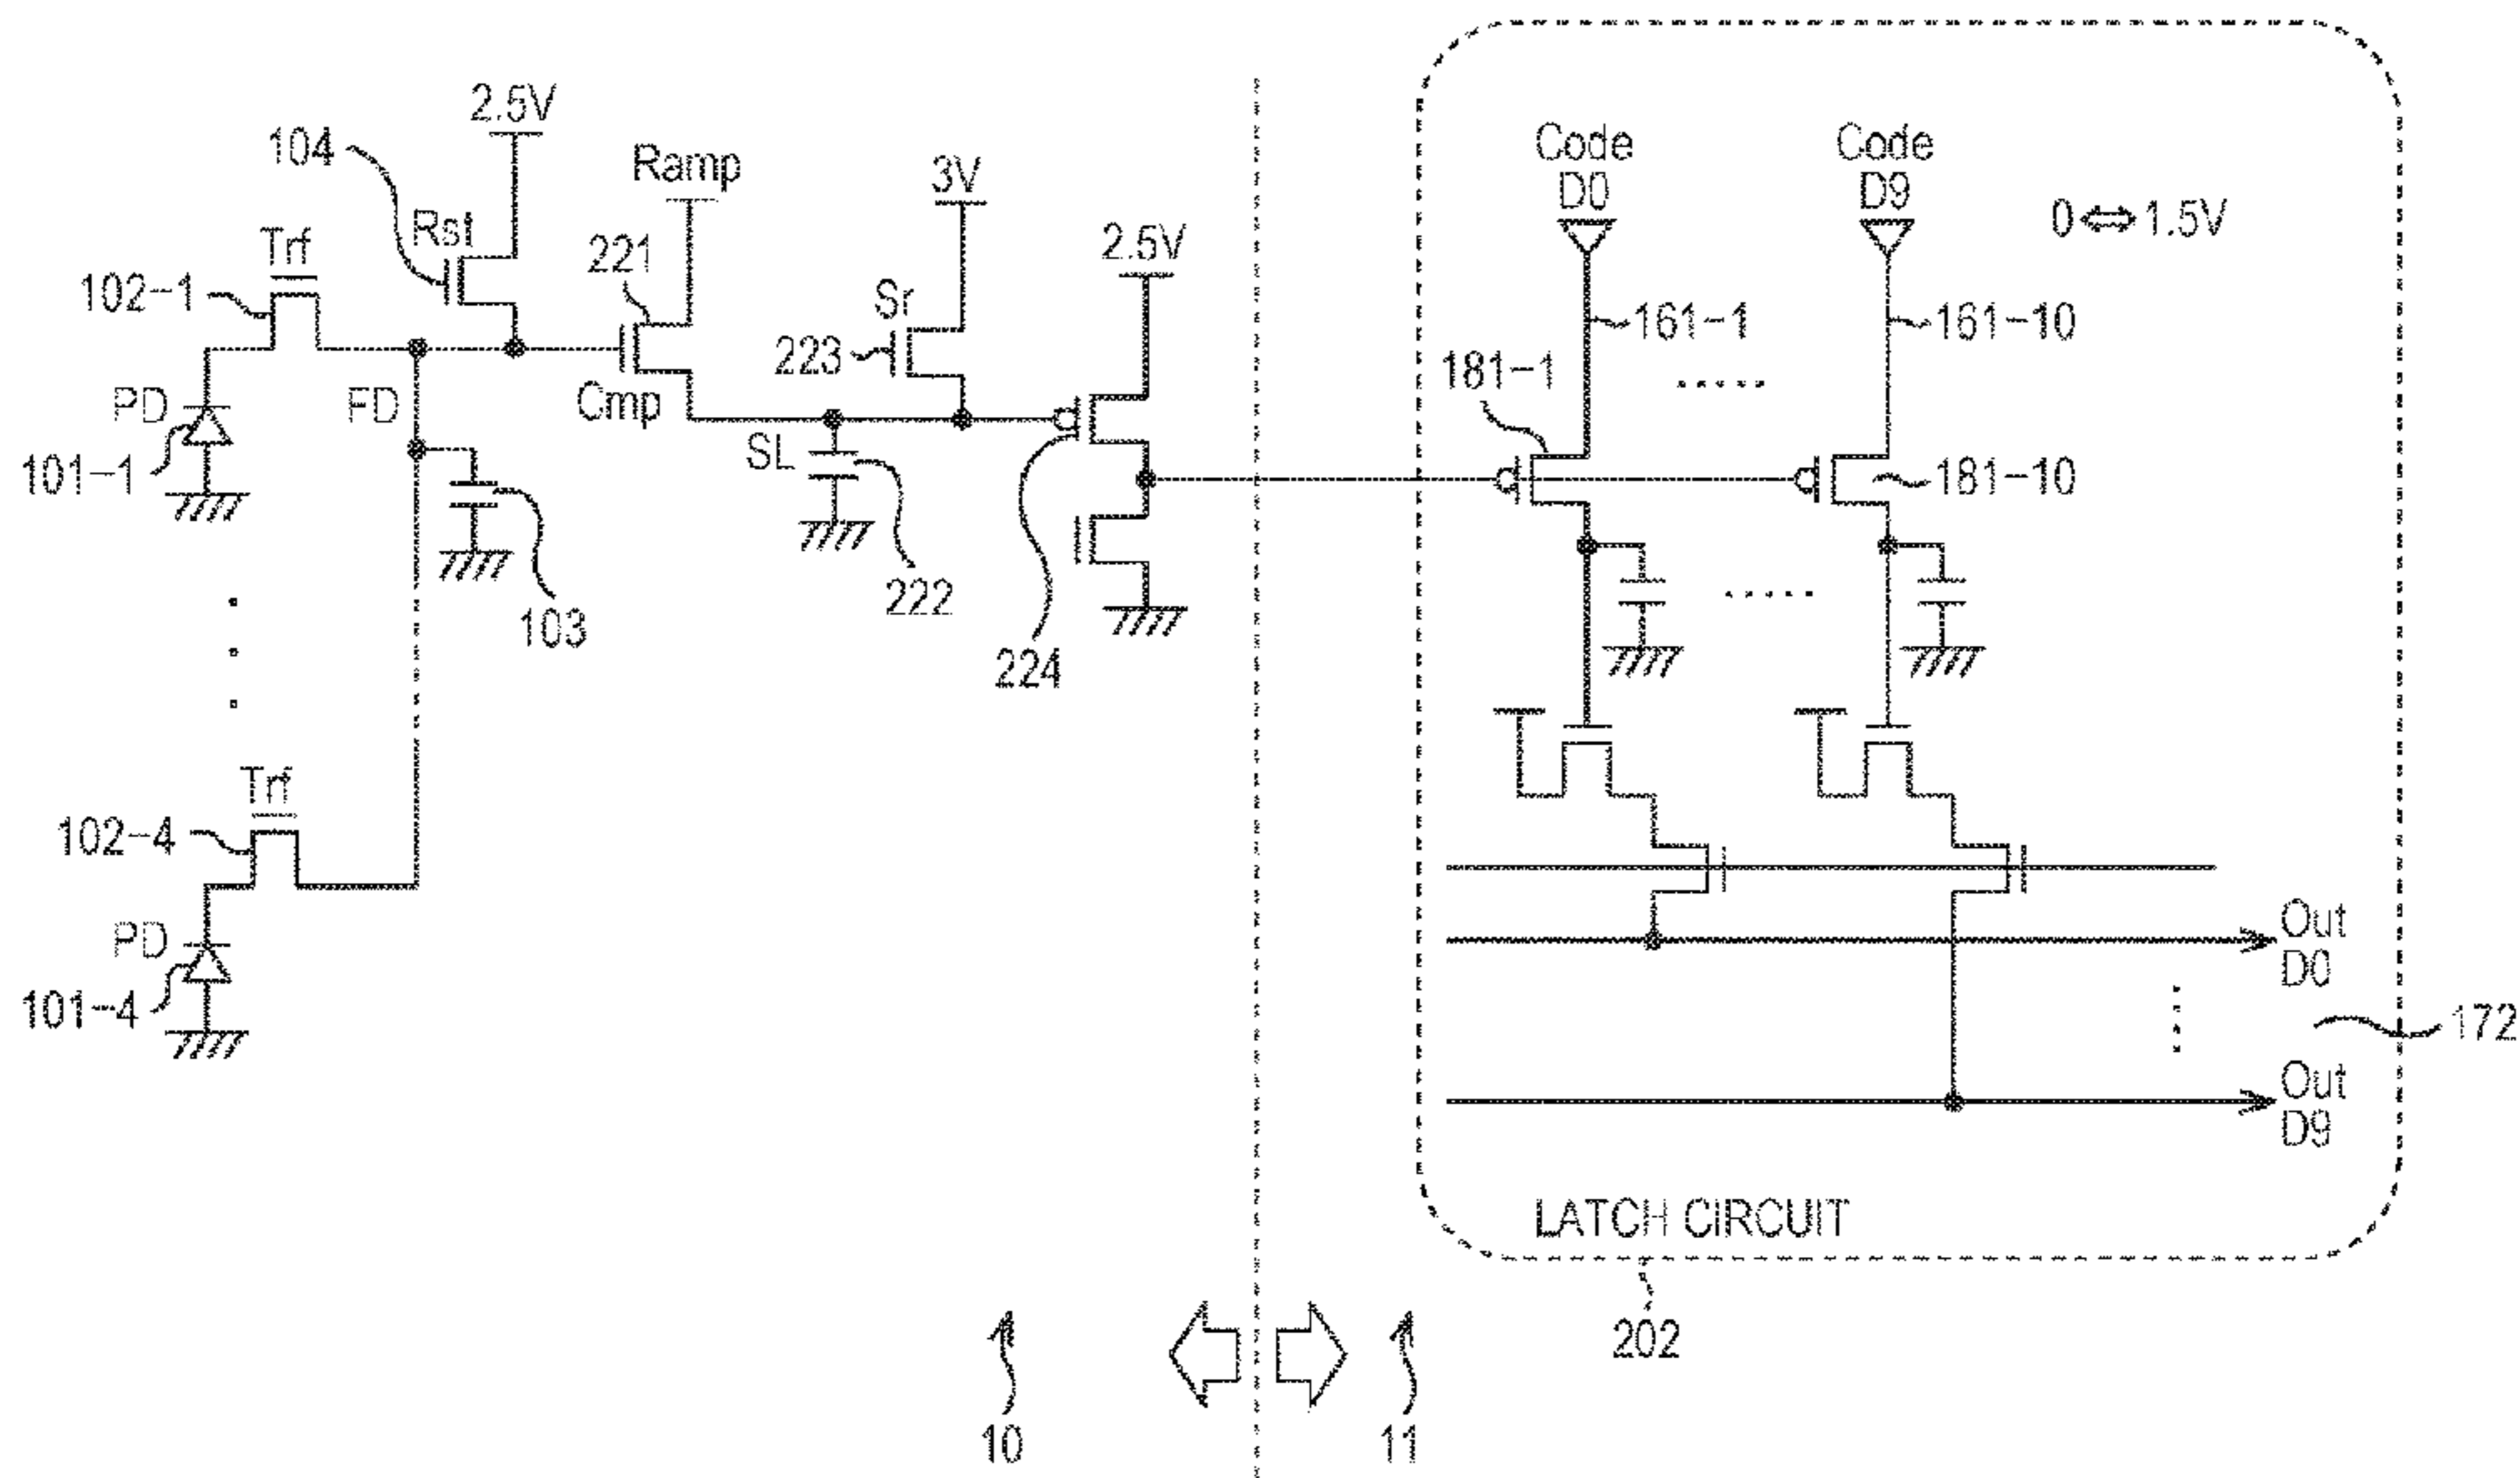 2.5V
104
Ramp
3V
Code
D0
Code
D9
0⇔1.5V
Rst
Trf
221
2.5V
102-1
Sr
161-1
161-10
223
181-1
PD
FD
Cmp
SL
101-1
181-10
222
103
224
Trf
102-4
PD
101-4
Out
D0
172
Out
D9
LATCH CIRCUIT
202
10
11